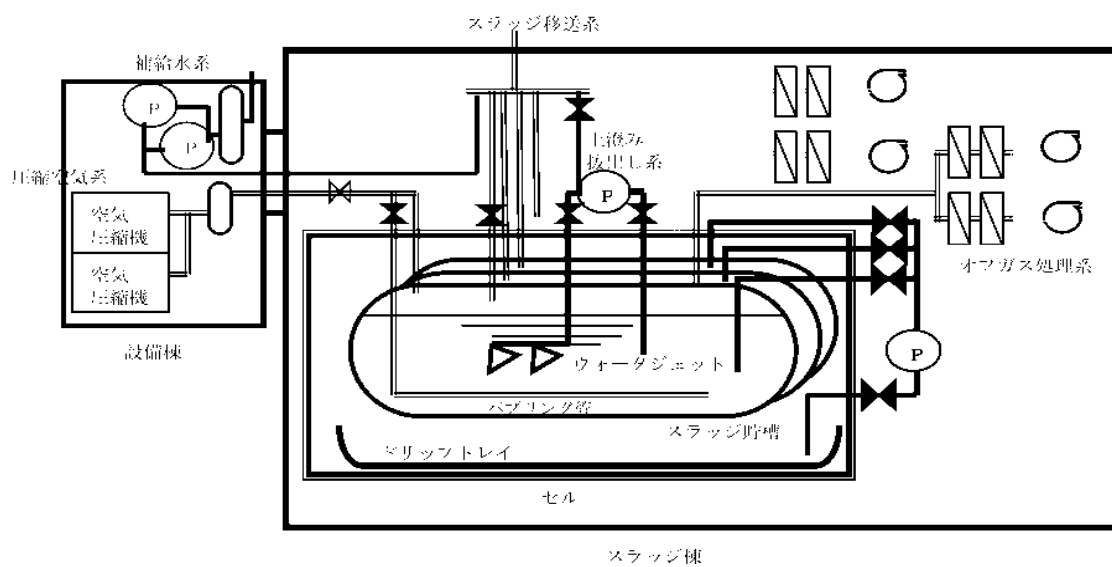 スラッジ移送系
補給水系
P
P
上澄み
抜出し系
P
圧縮空気系
空気
圧縮機
空気
圧縮機
オフガス処理系
設備棟
P
ウォータジェット
バブリング管
スラッジ貯槽
ドリップトレイ
セル
スラッジ棟